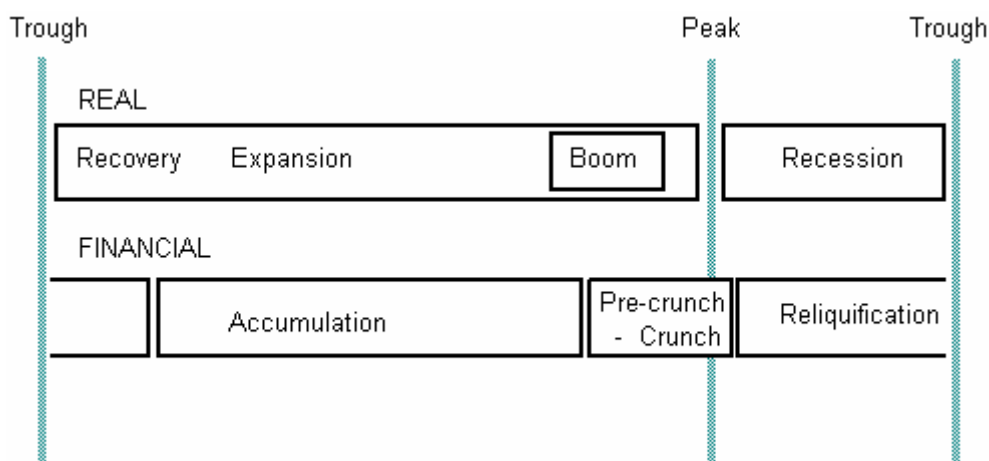 Trough Peak Trough
REAL
Recovery Expansion Boom Recession
FINANCIAL
Accumulation Pre-crunch - Crunch Reliquification